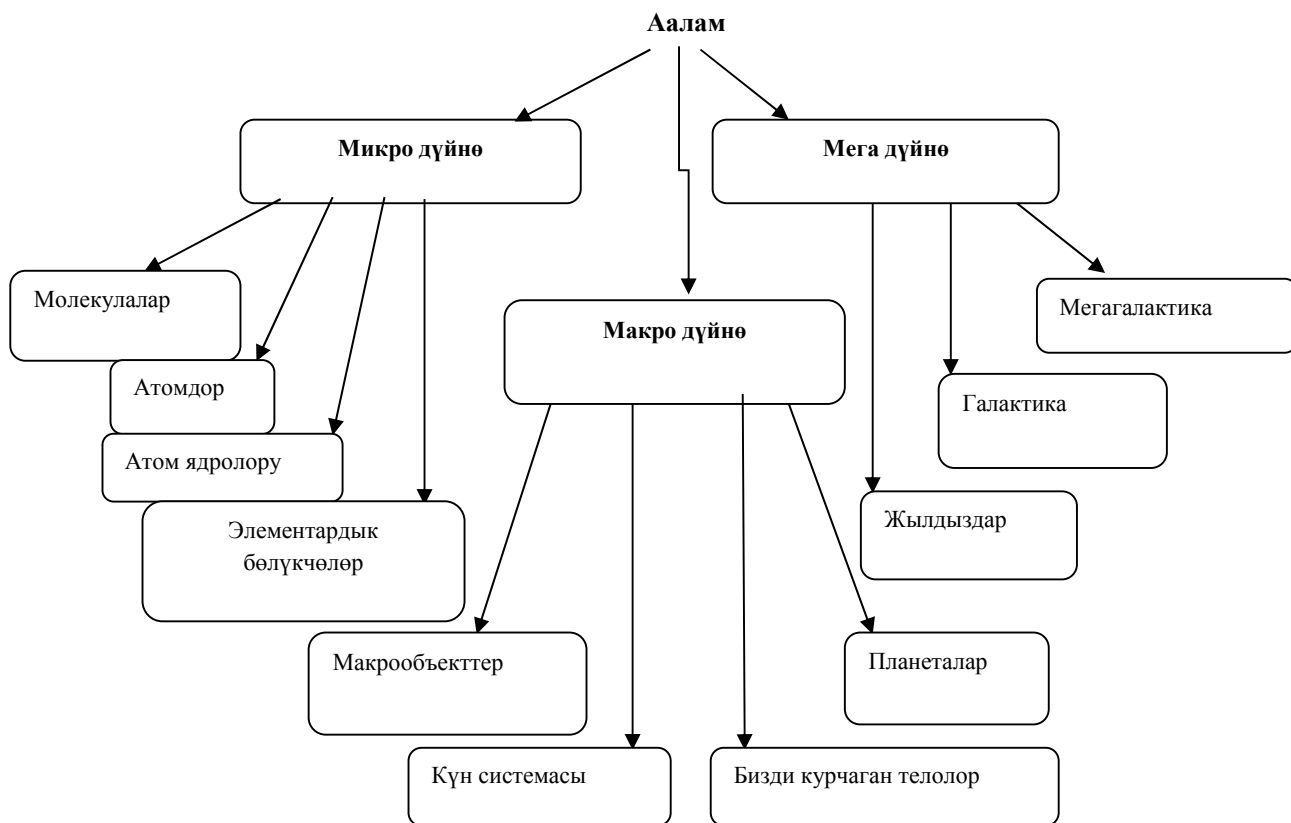 Аалам
Микро дүйнө
Мега дүйнө
Молекулалар
Мегагалактика
Макро дүйнө
Атомдор
Галактика
Атом ядролору
Жылдыздар
Элементардык
бөлүкчөлөр
Макрообъекттер
Планеталар
Күн системасы
Бизди курчаган телолор